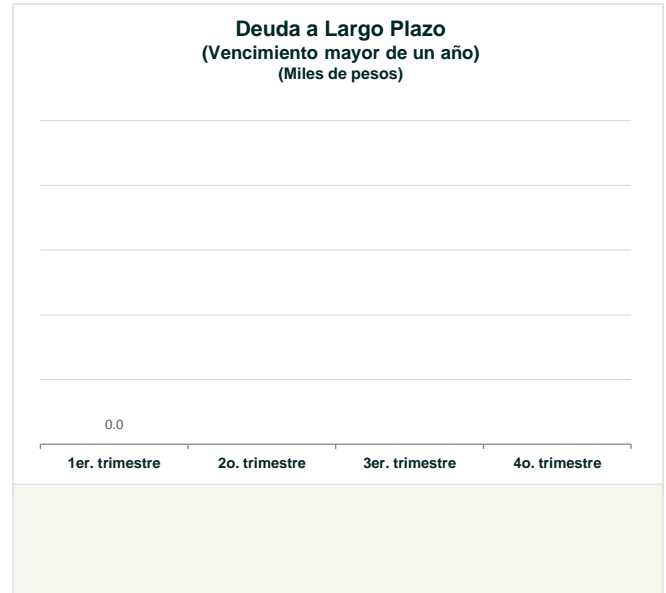 Deuda a Largo Plazo
(Vencimiento mayor de un año)
(Miles de pesos)
0.0
1er. trimestre 2o. trimestre 3er. trimestre 4o. trimestre